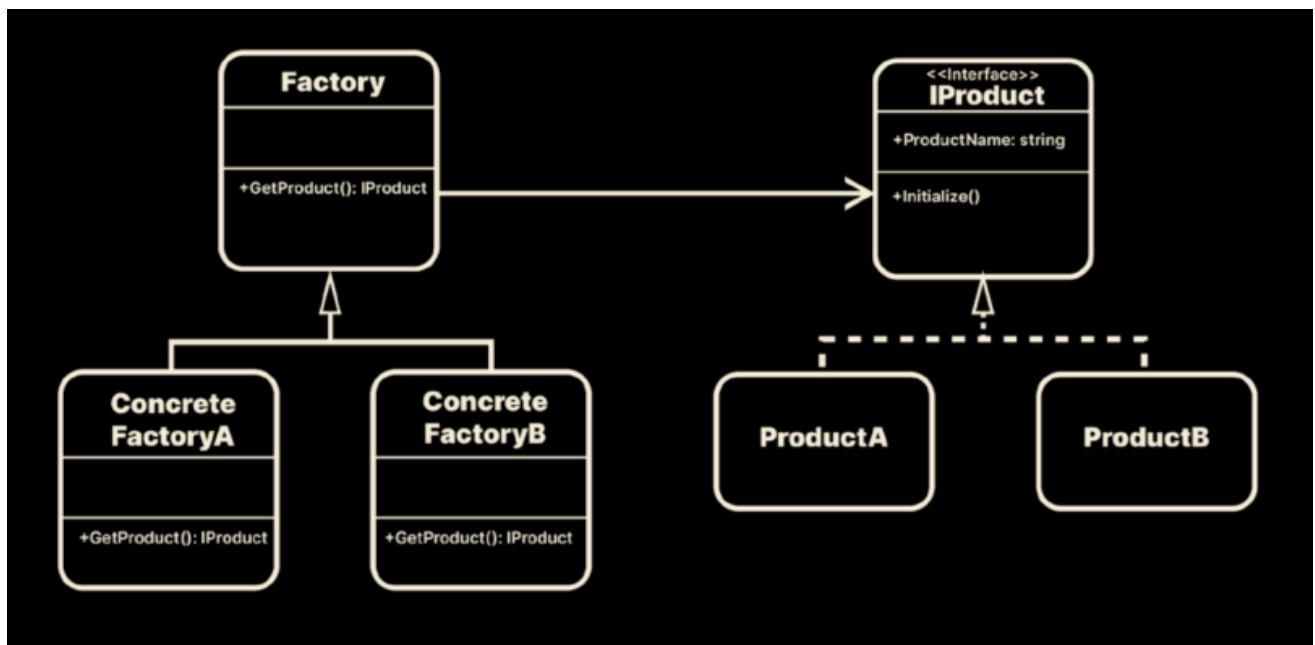 Factory
+GetProduct(): IProduct
<<Interface>>
IProduct
+ProductName: string
+Initialize()
Concrete
FactoryA
+GetProduct(): IProduct
Concrete
FactoryB
+GetProduct(): IProduct
ProductA
ProductB